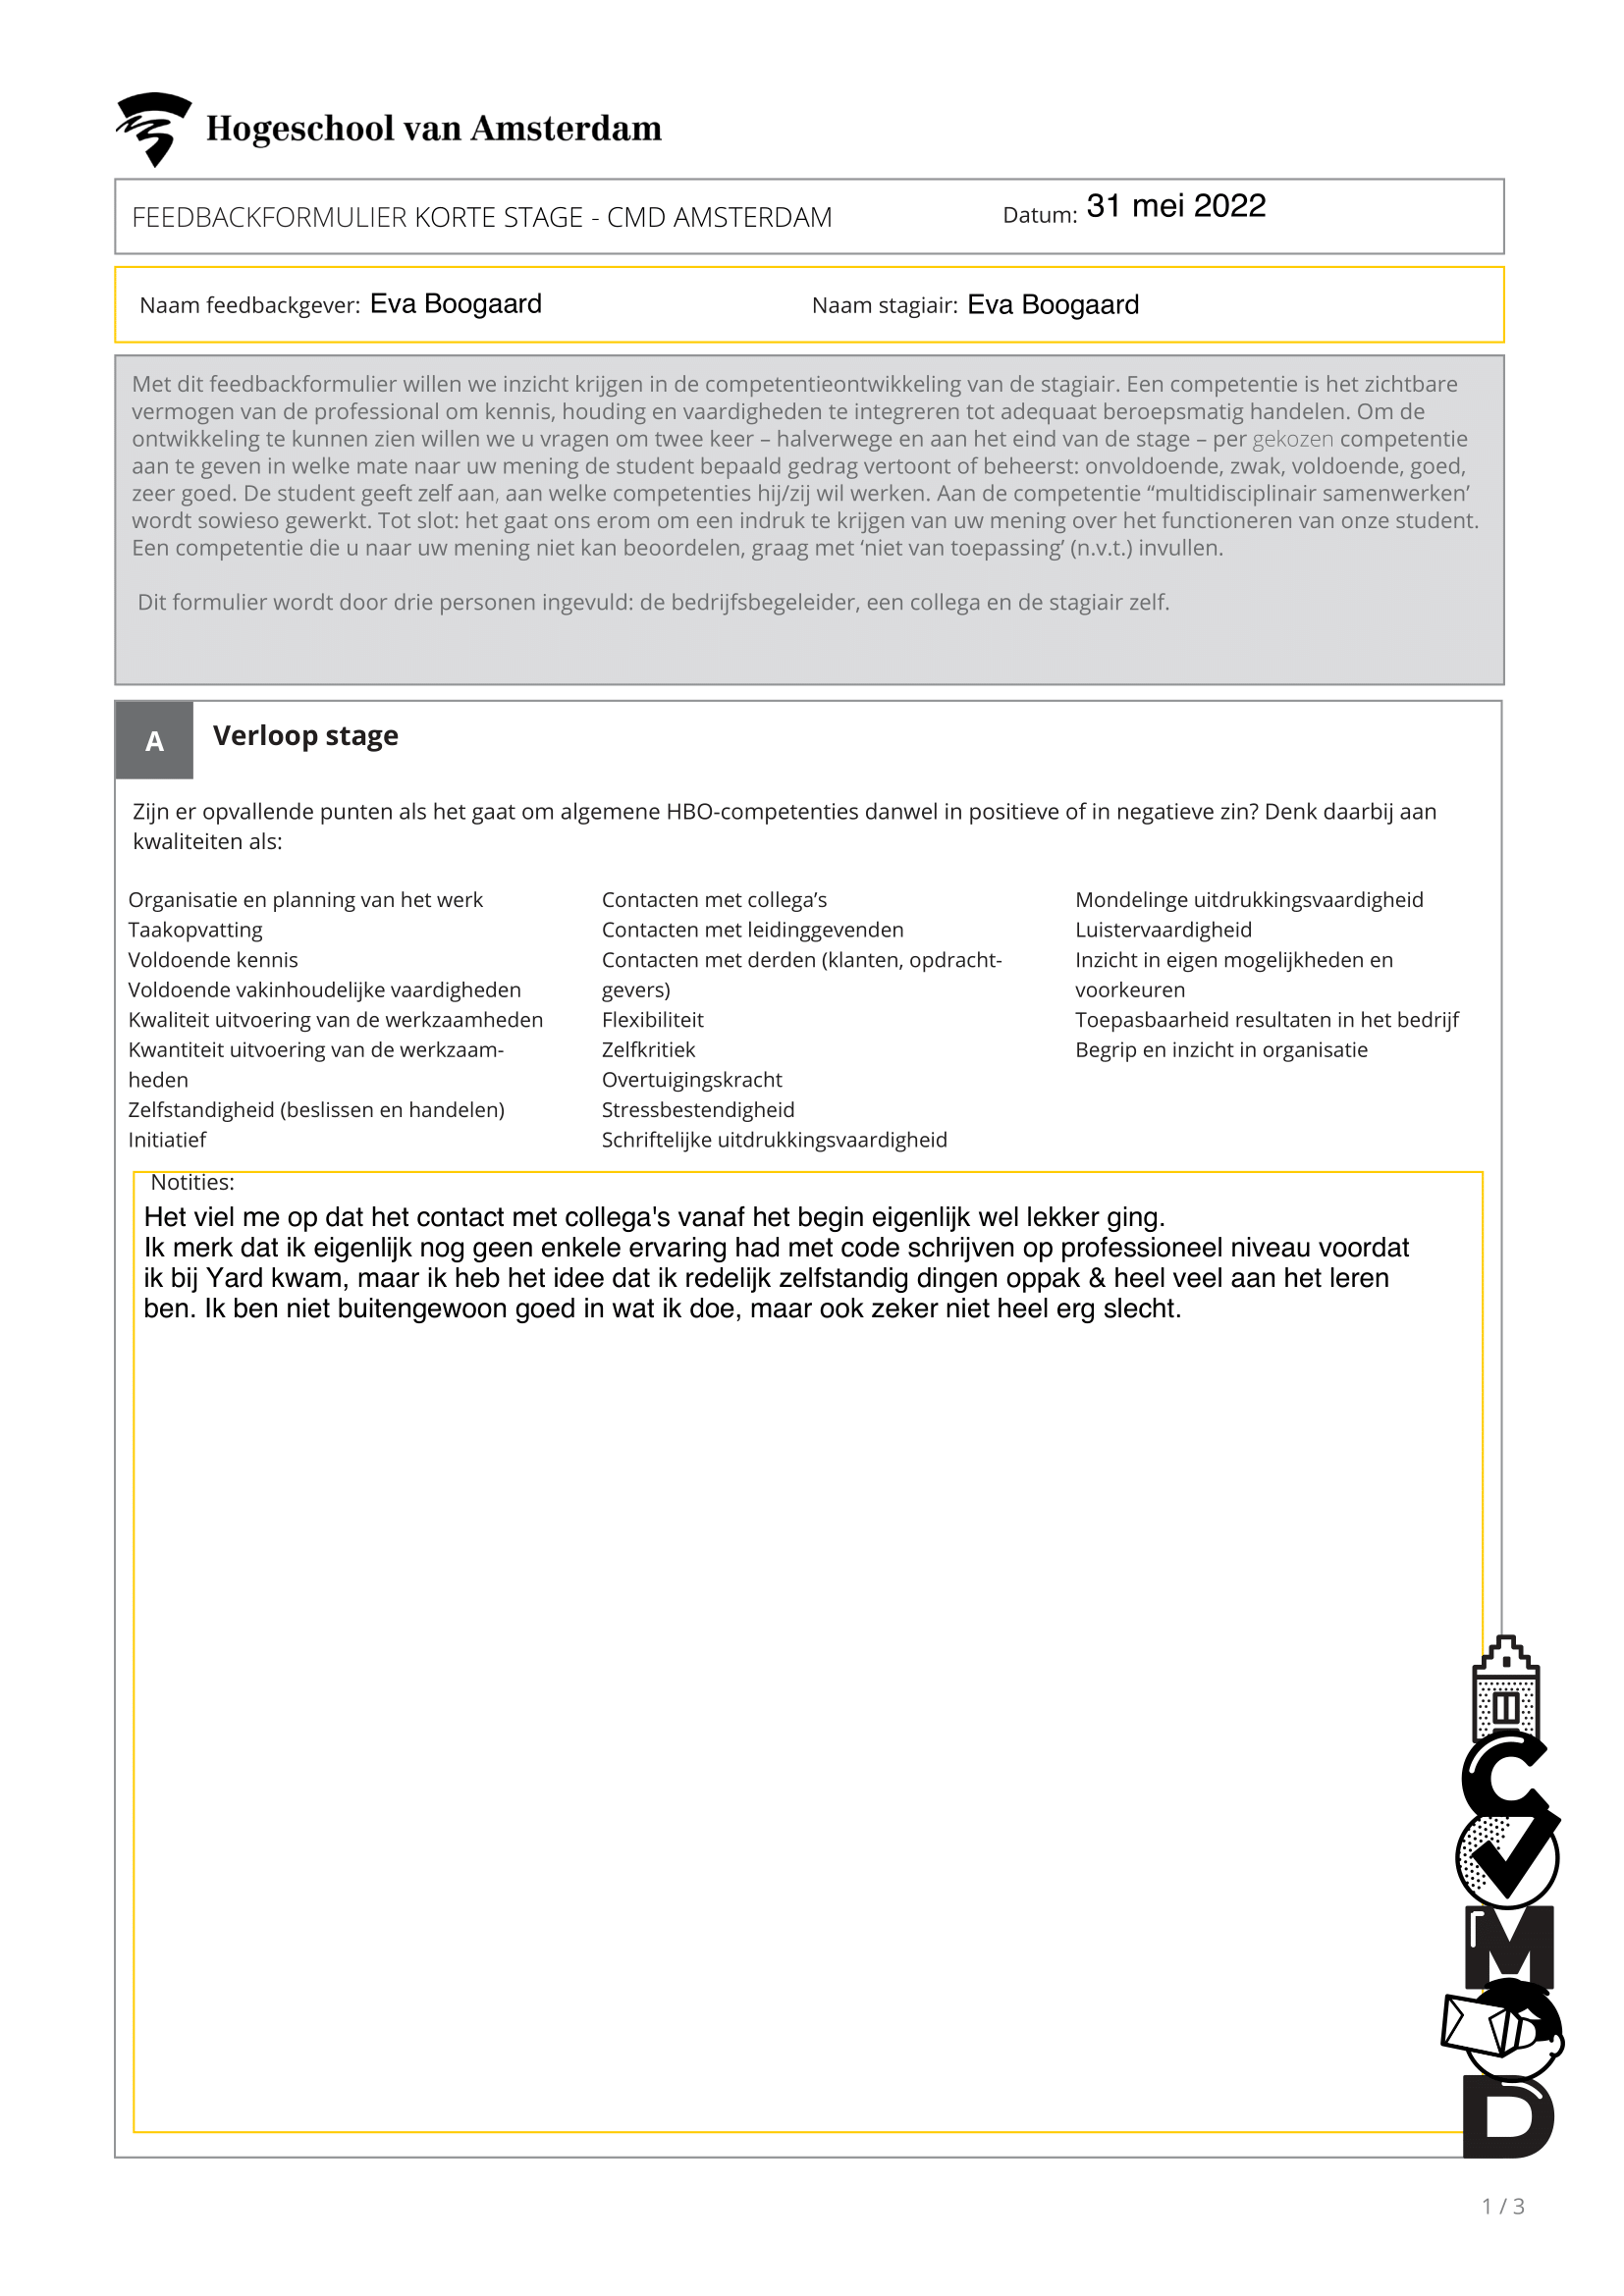 Hogeschool van Amsterdam
FEEDBACKFORMULIER KORTE STAGE - CMD AMSTERDAM
Datum: 31 mei 2022
Naam feedbackgever: Eva Boogaard
Naam stagiair: Eva Boogaard
Met dit feedbackformulier willen we inzicht krijgen in de competentieontwikkeling van de stagiair. Een competentie is het zichtbare
vermogen van de professional om kennis, houding en vaardigheden te integreren tot adequaat beroepsmatig handelen. Om de
ontwikkeling te kunnen zien willen we u vragen om twee keer – halverwege en aan het eind van de stage – per gekozen competentie
aan te geven in welke mate naar uw mening de student bepaald gedrag vertoont of beheerst: onvoldoende, zwak, voldoende, goed,
zeer goed. De student geeft zelf aan, aan welke competenties hij/zij wil werken. Aan de competentie “multidisciplinair samenwerken’
wordt sowieso gewerkt. Tot slot: het gaat ons erom om een indruk te krijgen van uw mening over het functioneren van onze student.
Een competentie die u naar uw mening niet kan beoordelen, graag met ‘niet van toepassing’ (n.v.t.) invullen.
Dit formulier wordt door drie personen ingevuld: de bedrijfsbegeleider, een collega en de stagiair zelf.
A
Verloop stage
Zijn er opvallende punten als het gaat om algemene HBO-competenties danwel in positieve of in negatieve zin? Denk daarbij aan
kwaliteiten als:
Organisatie en planning van het werk
Taakopvatting
Voldoende kennis
Voldoende vakinhoudelijke vaardigheden
Kwaliteit uitvoering van de werkzaamheden
Kwantiteit uitvoering van de werkzaam-
heden
Zelfstandigheid (beslissen en handelen)
Initiatief
Contacten met collega’s
Contacten met leidinggevenden
Contacten met derden (klanten, opdracht-
gevers)
Flexibiliteit
Zelfkritiek
Overtuigingskracht
Stressbestendigheid
Schriftelijke uitdrukkingsvaardigheid
Mondelinge uitdrukkingsvaardigheid
Luistervaardigheid
Inzicht in eigen mogelijkheden en
voorkeuren
Toepasbaarheid resultaten in het bedrijf
Begrip en inzicht in organisatie
Notities:
Het viel me op dat het contact met collega's vanaf het begin eigenlijk wel lekker ging.
Ik merk dat ik eigenlijk nog geen enkele ervaring had met code schrijven op professioneel niveau voordat
ik bij Yard kwam, maar ik heb het idee dat ik redelijk zelfstandig dingen oppak & heel veel aan het leren
ben. Ik ben niet buitengewoon goed in wat ik doe, maar ook zeker niet heel erg slecht.
C
M
D
1 / 3